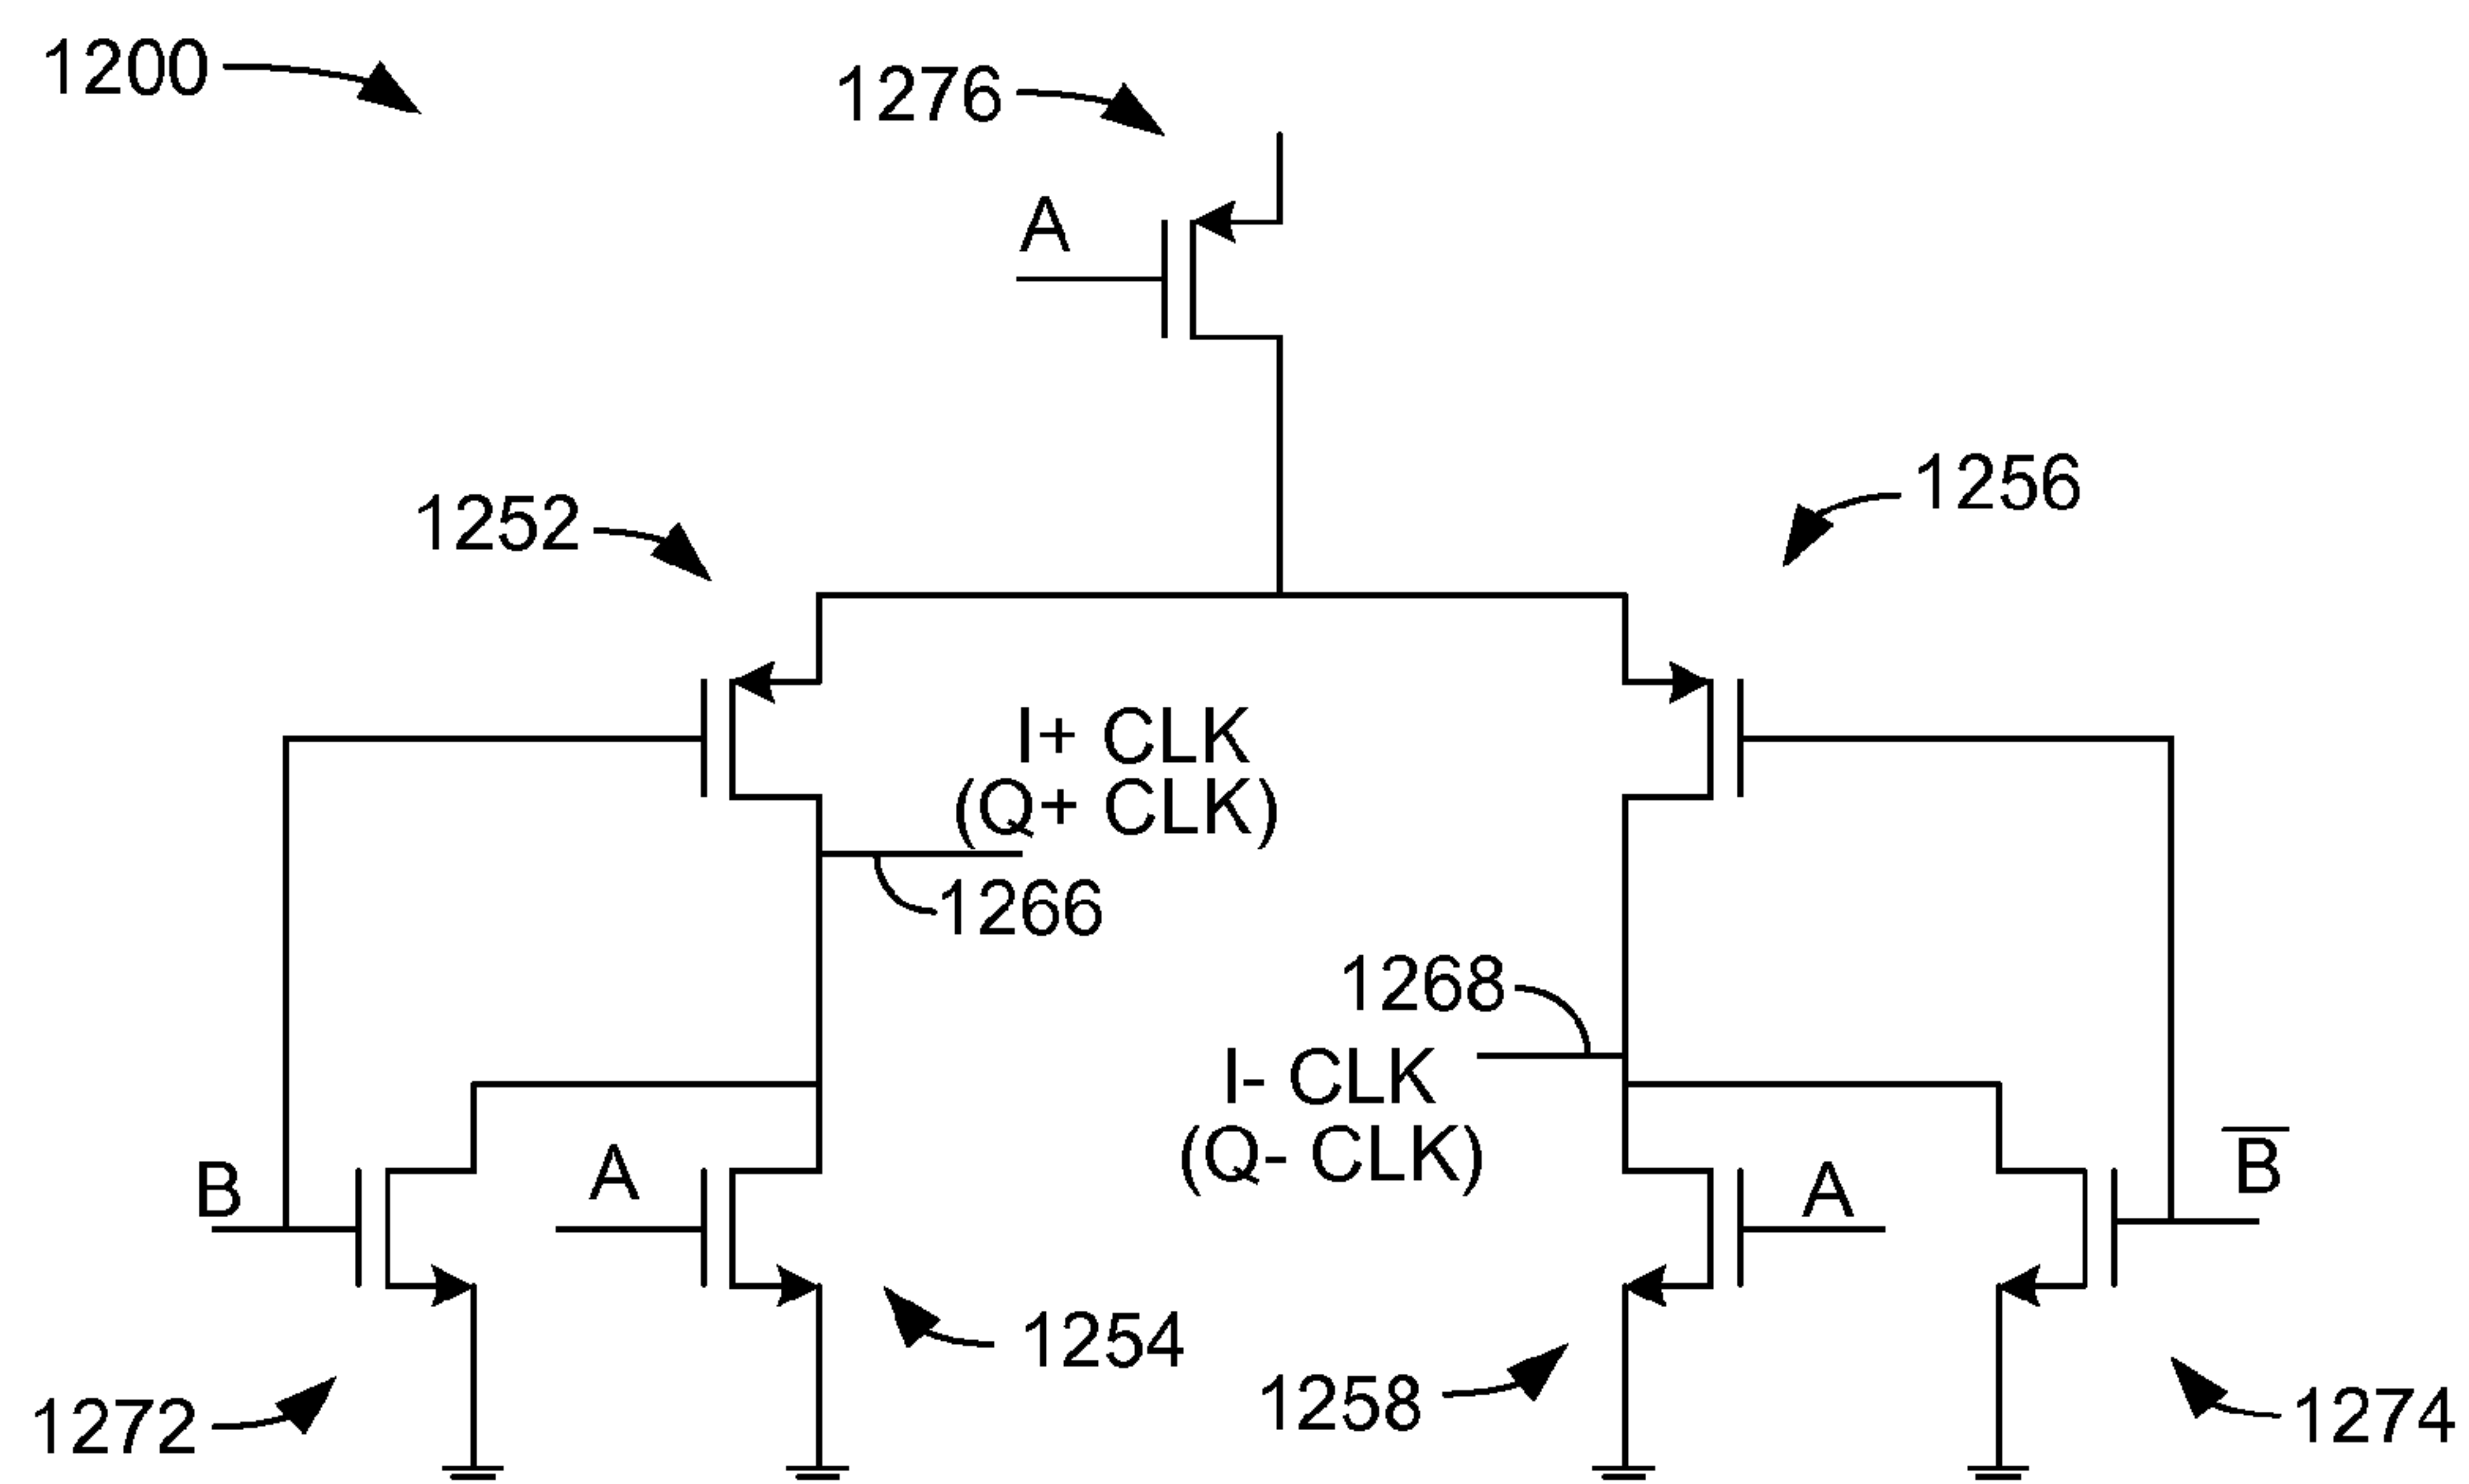 1200
1276
A
1252
1256
I+ CLK
(Q+ CLK)
1266
1268
I- CLK
(Q- CLK)
B
A
A
B̅
1254
1258
1272
1274